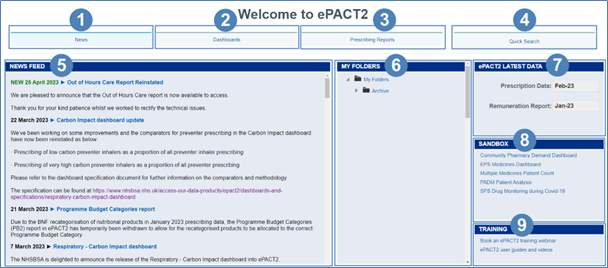 Welcome to ePACT2
1
2
3
4
News
Dashboards
Prescribing Reports
Quick Search
5
NEWS FEED
NEW 25 April 2023 ► Out of Hours Care Report Reinstated
We are pleased to announce that the Out of Hours Care report is now available to access.
Thank you for your kind patience whilst we worked to rectify the technical issues.
22 March 2023 ► Carbon Impact dashboard update
We've been working on some improvements and the comparators for preventer prescribing in the Carbon Impact dashboard
have now been reinstated as below:
· Prescribing of low carbon preventer inhalers as a proportion of all preventer inhaler prescribing
· Prescribing of very high carbon preventer inhalers as a proportion of all preventer prescribing.
Please refer to the dashboard specification document for further information on the comparators and methodology
The specification can be found at https://www.nhsbsa.nhs.uk/access-our-data-products/epact2/dashboards-and-
specifications/respiratory-carbon-impact-dashboard
21 March 2023 ► Programme Budget Categories report
Due to the BNF recategorisation of nutritional products in January 2023 prescribing data, the Programme Budget Categories
(PB2) report in ePACT2 has temporarily been withdrawn to allow for the recategorised products to be allocated to the correct
Programme Budget Category.
7 March 2023 ► Respiratory - Carbon Impact dashboard
The NHSBSA is delighted to announce the release of the Respiratory - Carbon Impact dashboard into ePACT2.
6
MY FOLDERS
My Folders
Archive
7
ePACT2 LATEST DATA
Prescription Date: Feb-23
Remuneration Report: Jan-23
8
SANDBOX
Community Pharmacy Demand Dashboard
EPS Medicines Dashboard
Multiple Medicines Patient Count
PADM Patient Analysis
SPS Drug Monitoring during Covid-19
9
TRAINING
Book an ePACT2 training webinar
ePACT2 user guides and videos